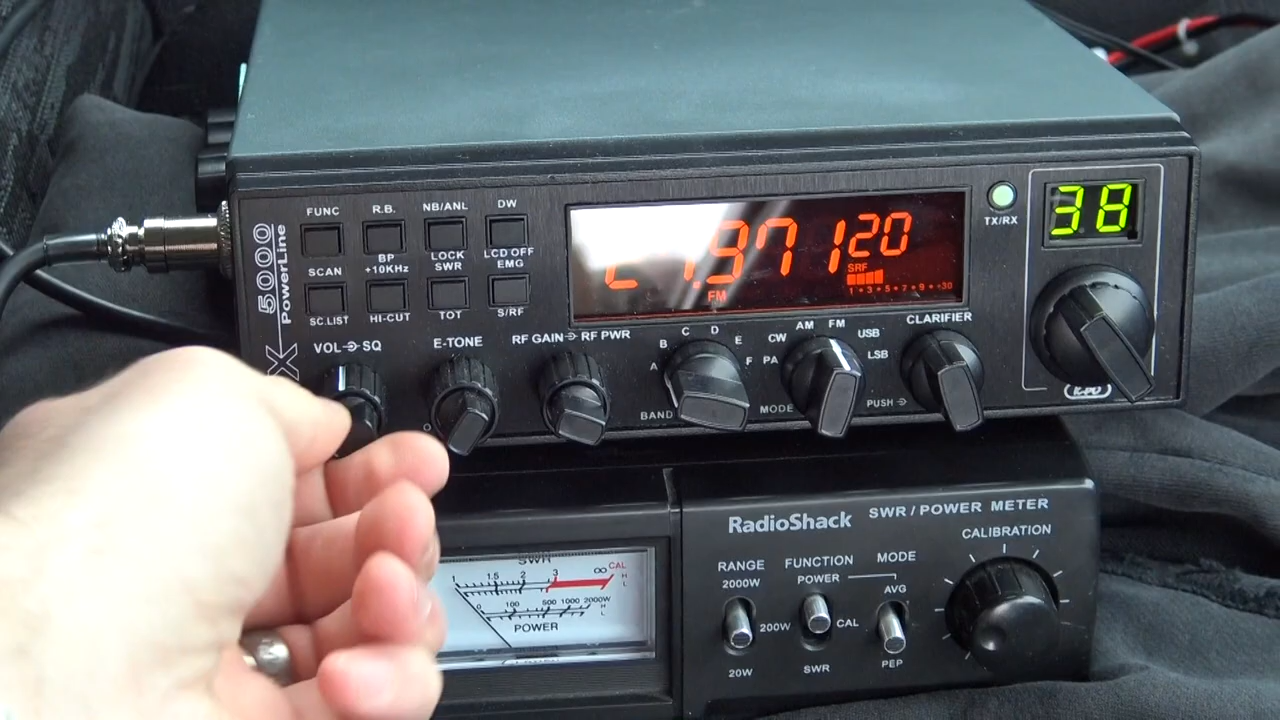 FUNC R.B. NB/ANL DW
SCAN BP +10KHz LOCK SWR LCD OFF EMG
SC.LIST HI-CUT TOT S/RF
5000
PowerLine
X
.971120
FM
SRF
1 3 5 7 9 +30
TX/RX
38
VOL SQ
E-TONE
RF GAIN RF PWR
A B C D E F
BAND
PA CW AM FM USB LSB
MODE
CLARIFIER
PUSH
RadioShack
SWR/POWER METER
RANGE
2000W
200W
20W
FUNCTION
POWER
CAL
SWR
MODE
AVG
PEP
CALIBRATION
SWR
1 1.5 2 3 ∞ CAL
H
L
0 100 500 1000 2000W
H
L
POWER